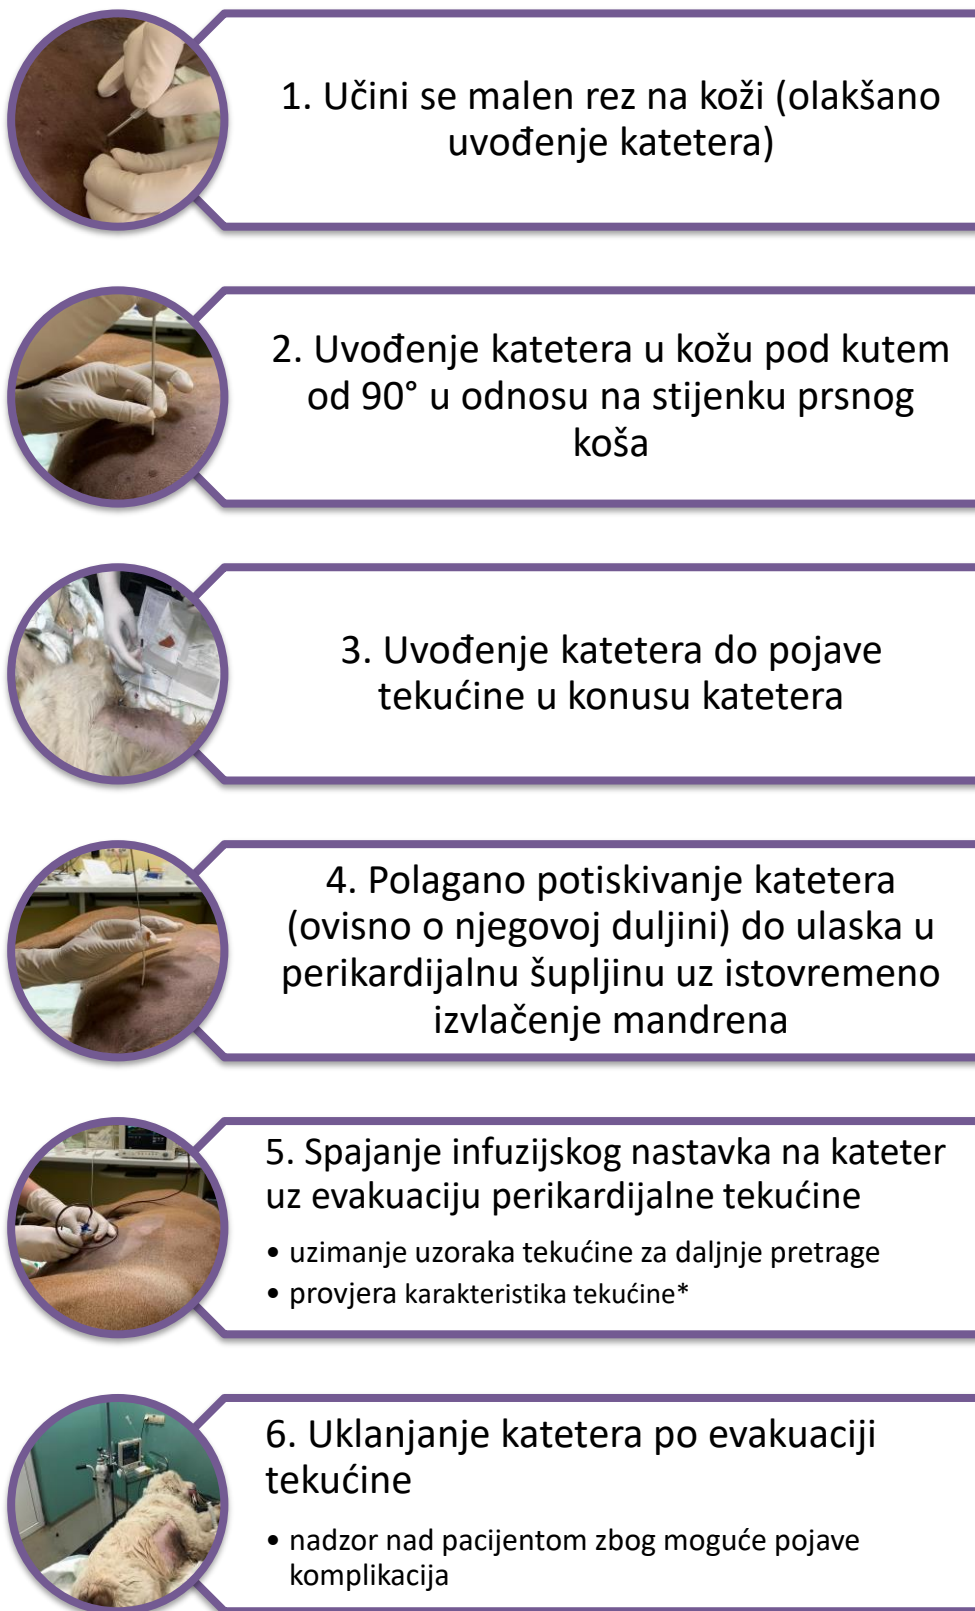 1. Učini se malen rez na koži (olakšano
uvođenje katetera)
2. Uvođenje katetera u kožu pod kutem
od 90° u odnosu na stijenku prsnog
koša
3. Uvođenje katetera do pojave
tekućine u konusu katetera
4. Polagano potiskivanje katetera
(ovisno o njegovoj duljini) do ulaska u
perikardijalnu šupljinu uz istovremeno
izvlačenje mandrena
5. Spajanje infuzijskog nastavka na kateter
uz evakuaciju perikardijalne tekućine
• uzimanje uzoraka tekućine za daljnje pretrage
• provjera karakteristika tekućine*
6. Uklanjanje katetera po evakuaciji
tekućine
• nadzor nad pacijentom zbog moguće pojave
komplikacija